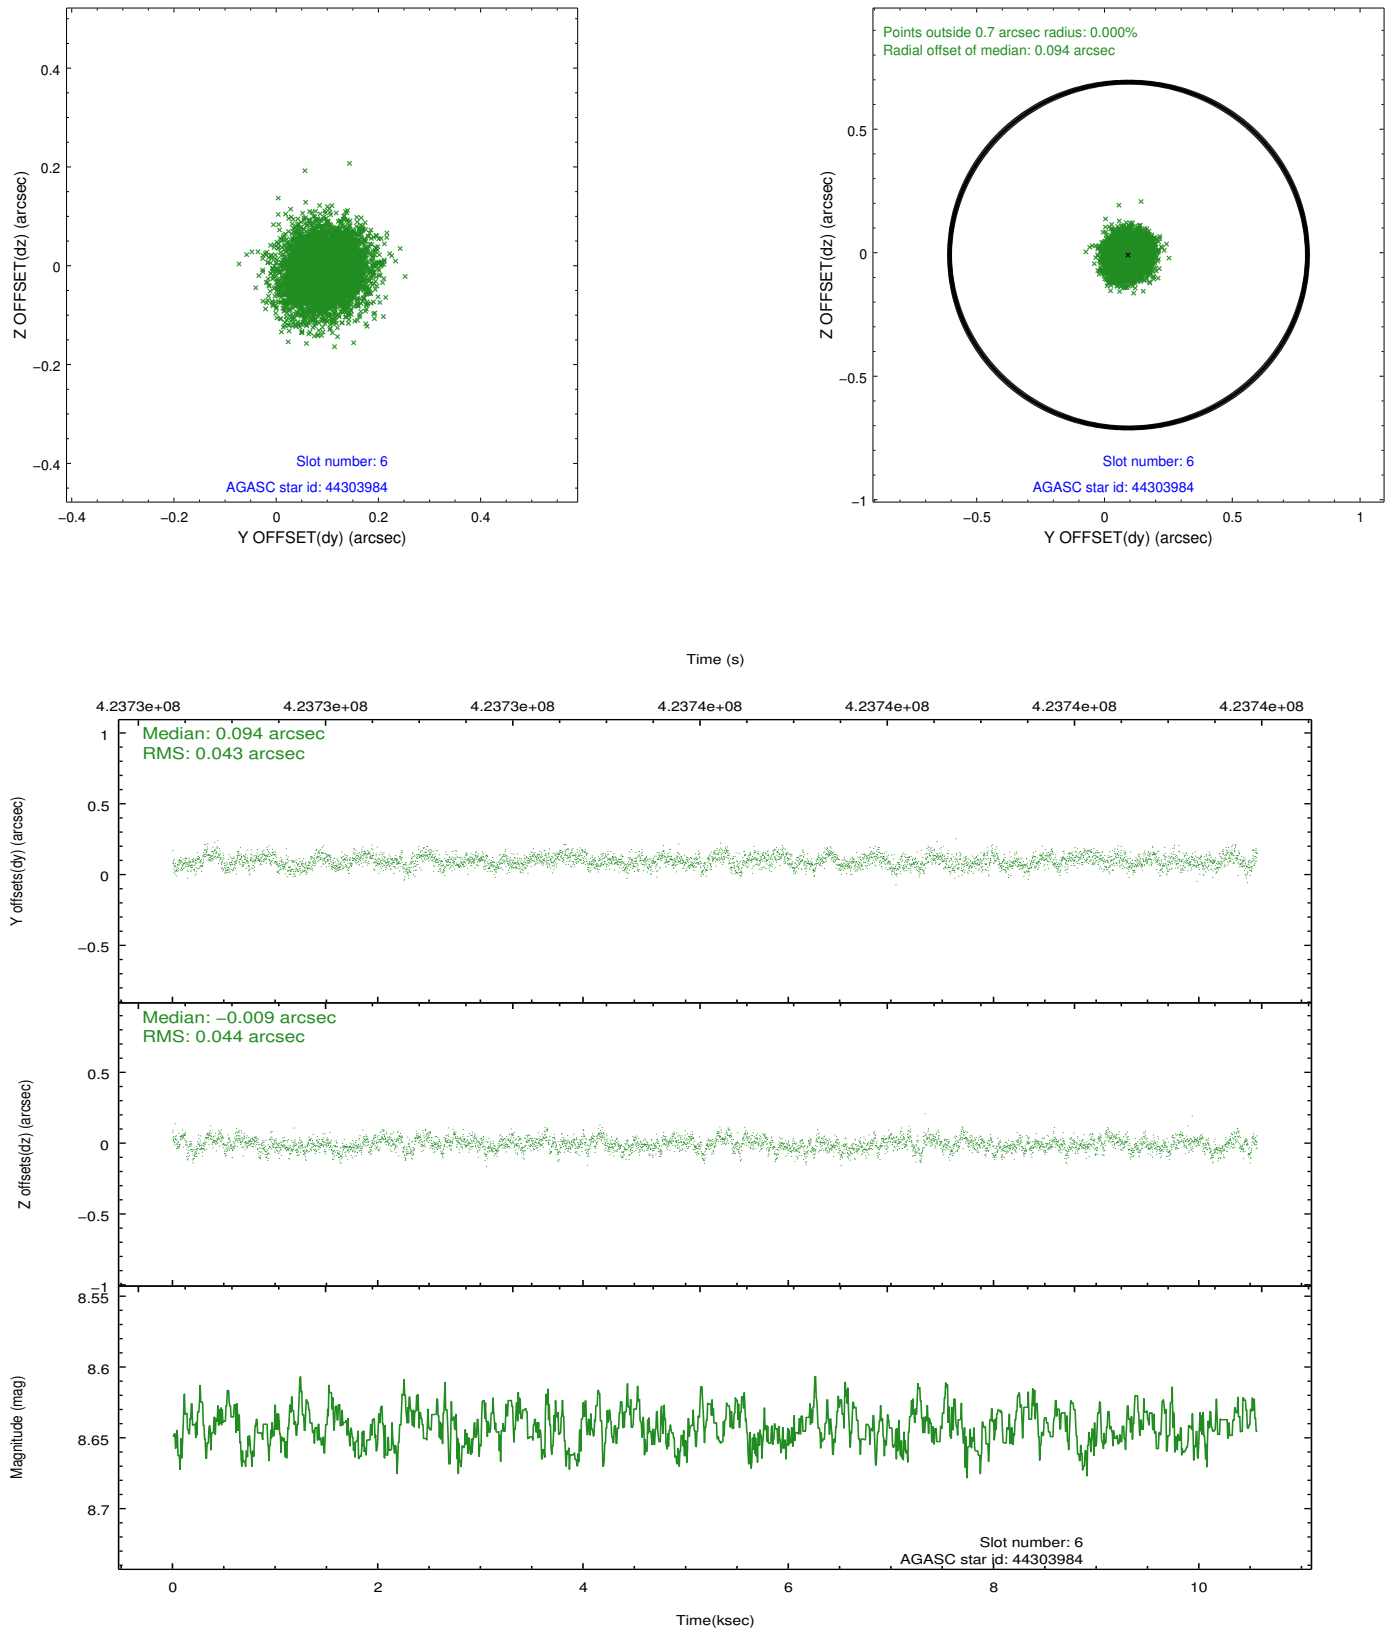 0.4
0.2
0
−0.2
−0.4
Z OFFSET(dz) (arcsec)
Slot number: 6
AGASC star id: 44303984
−0.4 −0.2 0 0.2 0.4
Y OFFSET(dy) (arcsec)
Points outside 0.7 arcsec radius: 0.000%
Radial offset of median: 0.094 arcsec
0.5
0
−0.5
−1
Z OFFSET(dz) (arcsec)
Slot number: 6
AGASC star id: 44303984
−0.5 0 0.5 1
Y OFFSET(dy) (arcsec)
Time (s)
4.2373e+08 4.2373e+08 4.2373e+08 4.2374e+08 4.2374e+08 4.2374e+08 4.2374e+08
Median: 0.094 arcsec
RMS: 0.043 arcsec
1
0.5
0
−0.5
Y offsets(dy) (arcsec)
Median: −0.009 arcsec
RMS: 0.044 arcsec
0.5
0
−0.5
−1
Z offsets(dz) (arcsec)
8.55
8.6
8.65
8.7
Magnitude (mag)
Slot number: 6
AGASC star id: 44303984
0 2 4 6 8 10
Time(ksec)